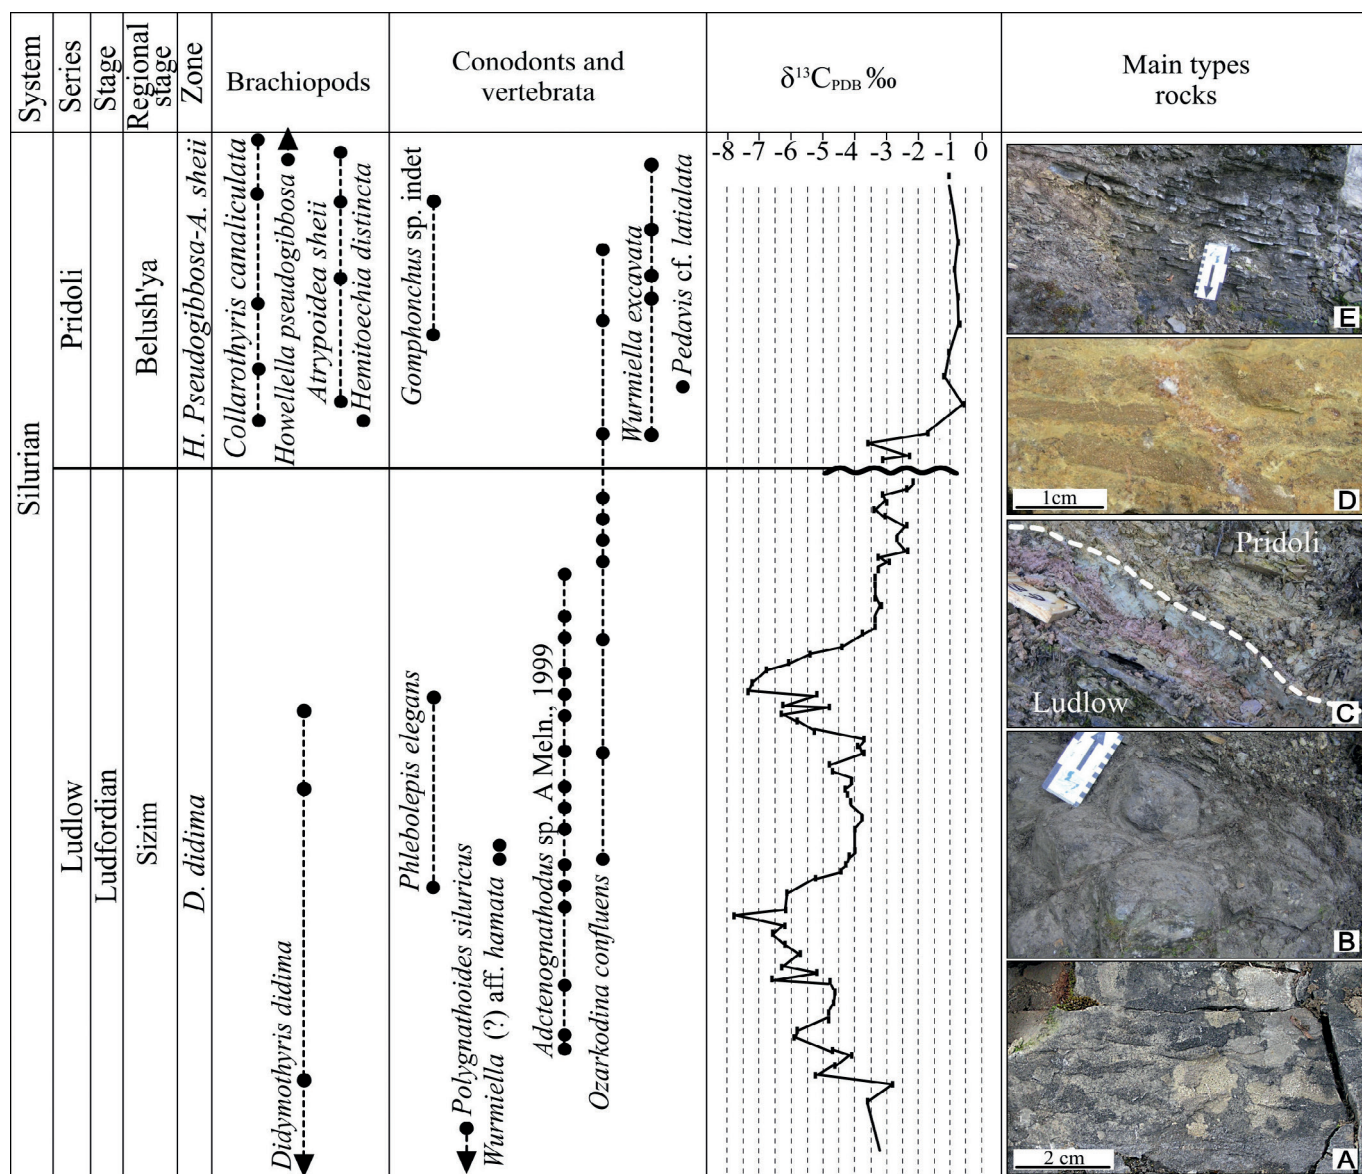 System
Series
Stage
Regional
stage
Zone
Brachiopods
Conodonts and
vertebrata
δ¹³C_PDB ‰
Main types
rocks
-8 -7 -6 -5 -4 -3 -2 -1 0
Silurian
Pridoli
Belush'ya
H. Pseudogibbosa-A. sheii
Collarothyris canaliculata
Howellella pseudogibbosa
Atrypoidea sheii
Hemitoechia distincta
Gomphonchus sp. indet
Wurmiella excavata
Pedavis cf. latialata
Ludlow
Ludfordian
Sizim
D. didima
Didymothyris didima
Phlebolepis elegans
Polygnathoides siluricus
Wurmiella (?) aff. hamata
Adctenognathodus sp. A Meln., 1999
Ozarkodina confluens
E
1cm
D
Pridoli
Ludlow
C
B
2 cm
A